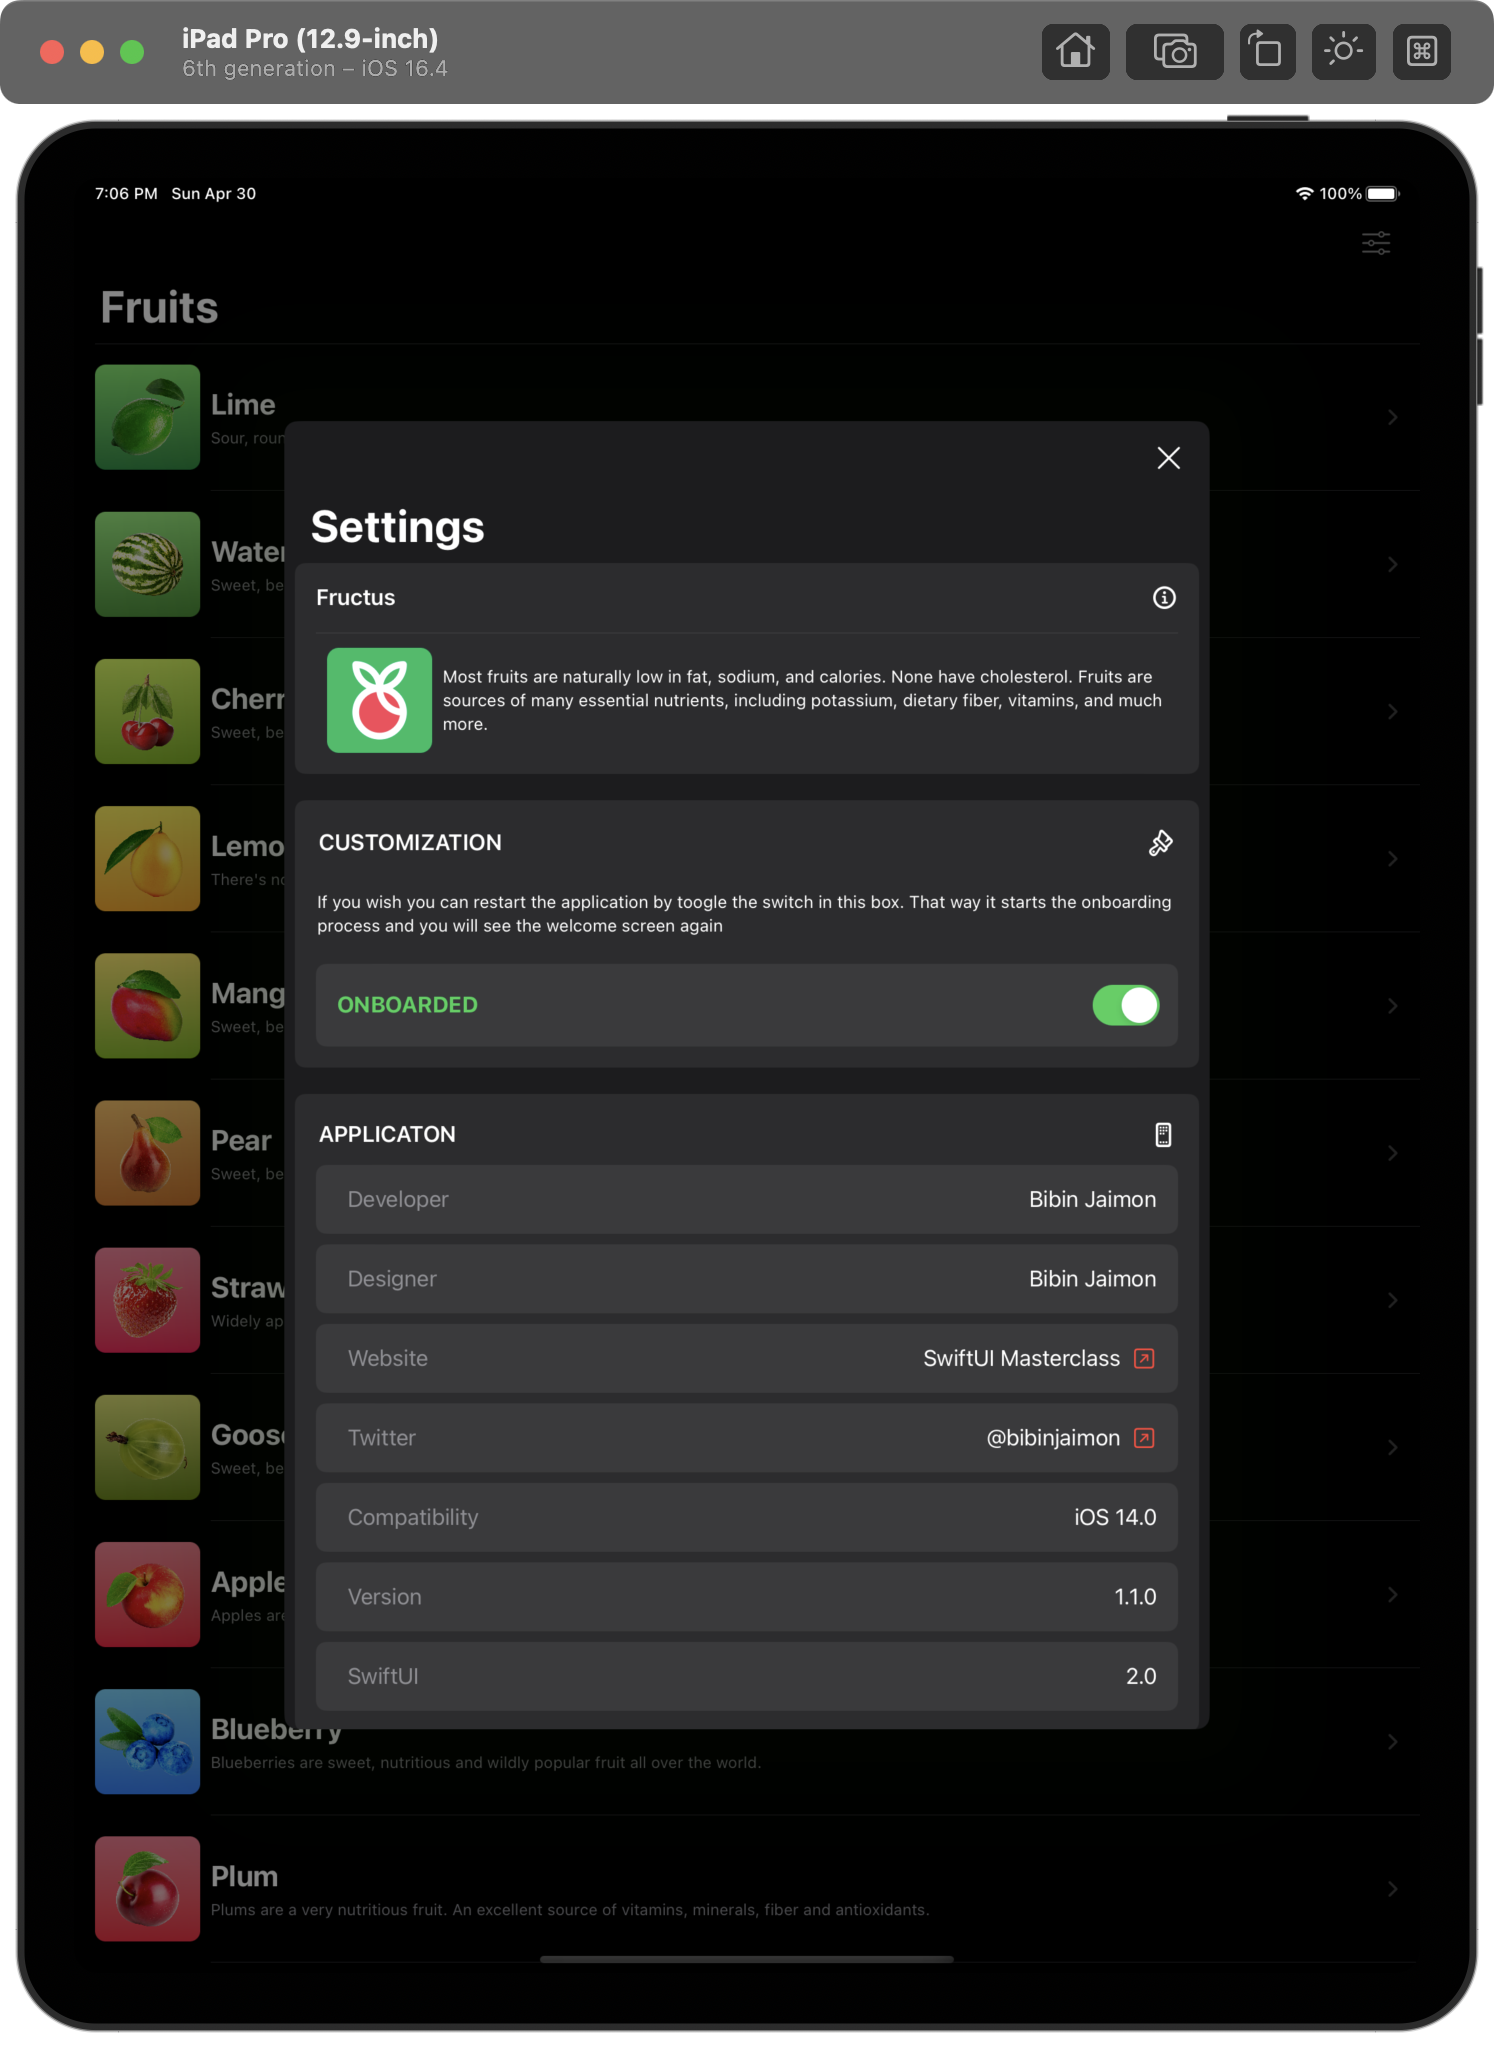 iPad Pro (12.9-inch)
6th generation – iOS 16.4
7:06 PM Sun Apr 30
100%
Fruits
Lime
Sour, roun
Water
Sweet, be
Cherr
Sweet, be
Lemo
There's no
Mang
Sweet, be
Pear
Sweet, be
Straw
Widely ap
Goose
Sweet, be
Apple
Apples are
Blueberry
Blueberries are sweet, nutritious and wildly popular fruit all over the world.
Plum
Plums are a very nutritious fruit. An excellent source of vitamins, minerals, fiber and antioxidants.
Settings
Fructus
Most fruits are naturally low in fat, sodium, and calories. None have cholesterol. Fruits are
sources of many essential nutrients, including potassium, dietary fiber, vitamins, and much
more.
CUSTOMIZATION
If you wish you can restart the application by toogle the switch in this box. That way it starts the onboarding
process and you will see the welcome screen again
ONBOARDED
APPLICATON
Developer Bibin Jaimon
Designer Bibin Jaimon
Website SwiftUI Masterclass
Twitter @bibinjaimon
Compatibility iOS 14.0
Version 1.1.0
SwiftUI 2.0